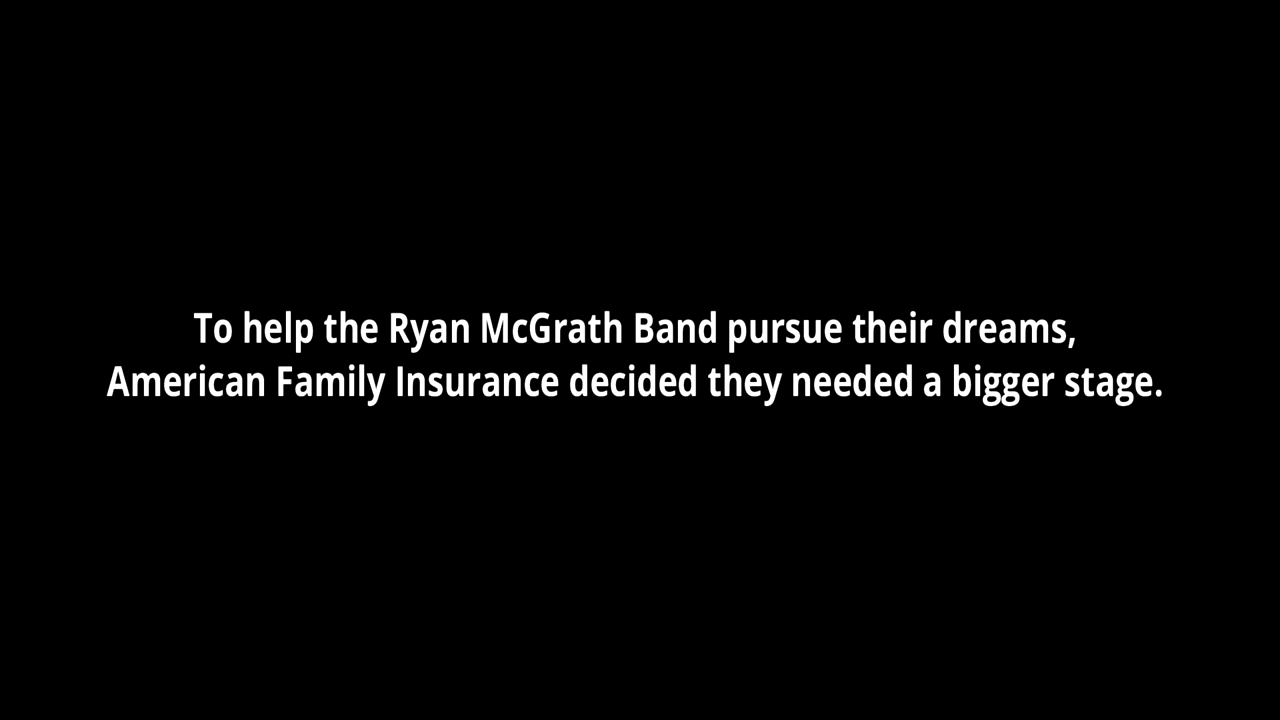 To help the Ryan McGrath Band pursue their dreams,
American Family Insurance decided they needed a bigger stage.